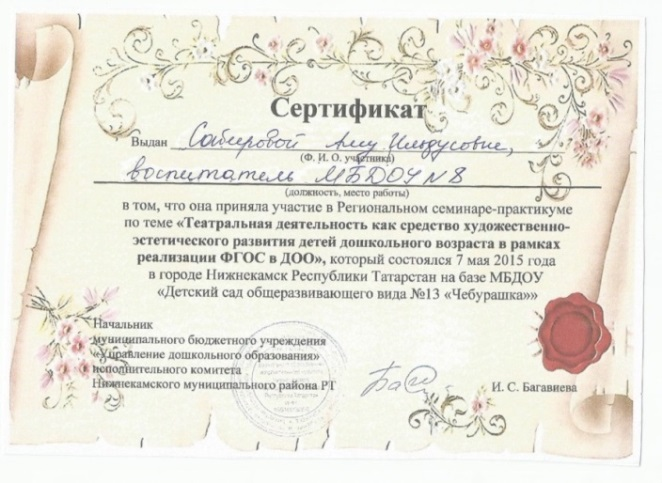 Сертификат
Выдан Сабировой Алсу Илдусовне,
(Ф. И. О. участника)
воспитатель МБДОУ №8
(должность, место работы)
в том, что она приняла участие в Региональном семинаре-практикуме
по теме «Театральная деятельность как средство художественно-
эстетического развития детей дошкольного возраста в рамках
реализации ФГОС в ДОО», который состоялся 7 мая 2015 года
в городе Нижнекамск Республики Татарстан на базе МБДОУ
«Детский сад общеразвивающего вида №13 «Чебурашка»»
Начальник
муниципального бюджетного учреждения
«Управление дошкольного образования»
исполнительного комитета
Нижнекамского муниципального района РТ
И. С. Багавиева